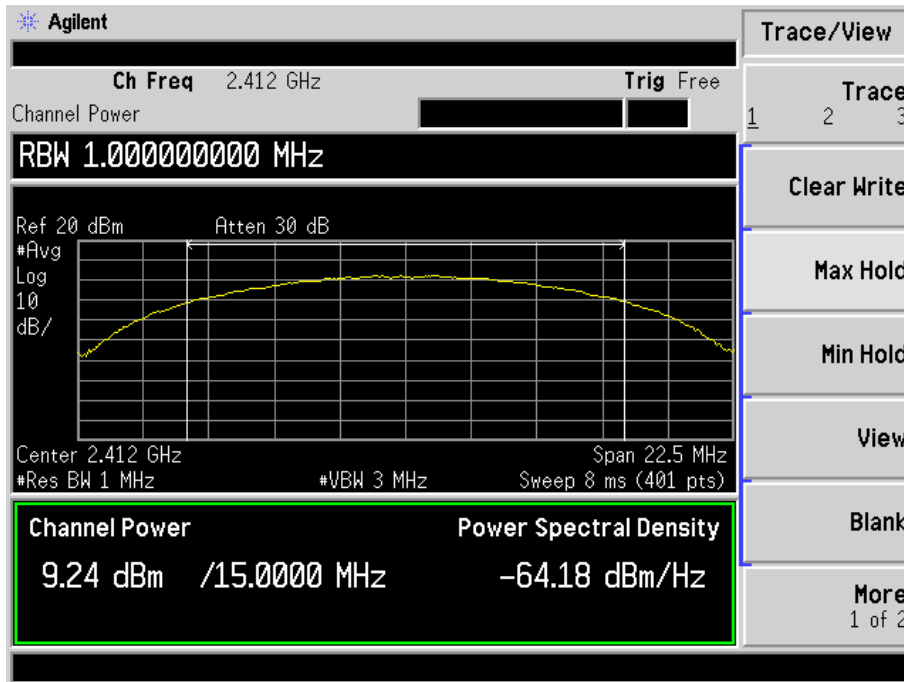 Agilent
Trace/View
Ch Freq 2.412 GHz Trig Free
Channel Power
Trace
1 2 3
RBW 1.000000000 MHz
Clear Write
Ref 20 dBm Atten 30 dB
#Avg
Log
10
dB/
Max Hold
Min Hold
View
Center 2.412 GHz Span 22.5 MHz
#Res BW 1 MHz #VBW 3 MHz Sweep 8 ms (401 pts)
Channel Power Power Spectral Density
9.24 dBm /15.0000 MHz -64.18 dBm/Hz
Blank
More
1 of 2